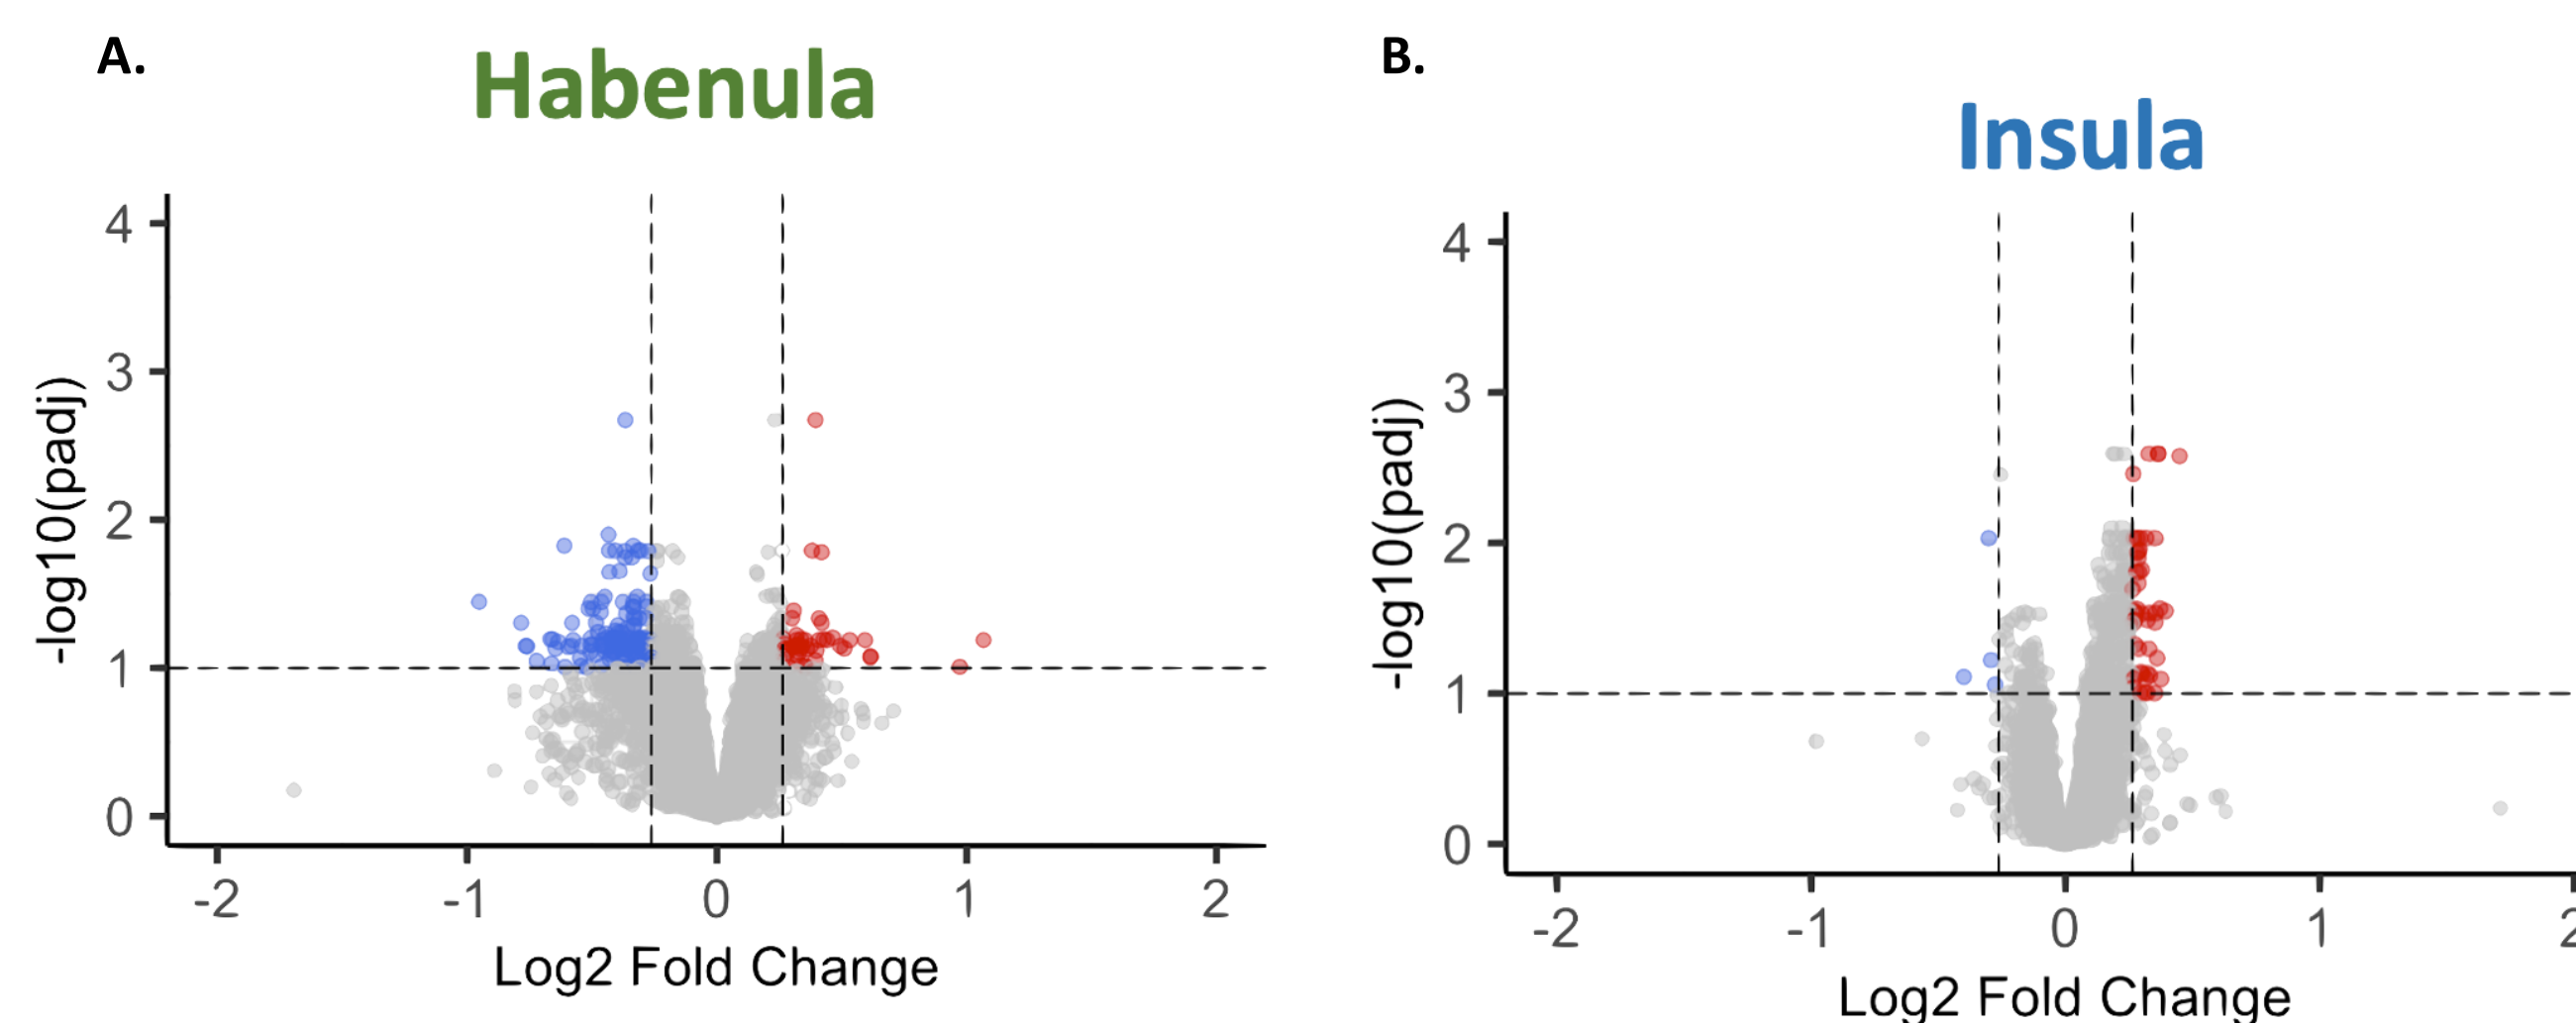 A.
Habenula
4
3
2
1
0
-log10(padj)
-2 -1 0 1 2
Log2 Fold Change
B.
Insula
4
3
2
1
0
-log10(padj)
-2 -1 0 1 2
Log2 Fold Change